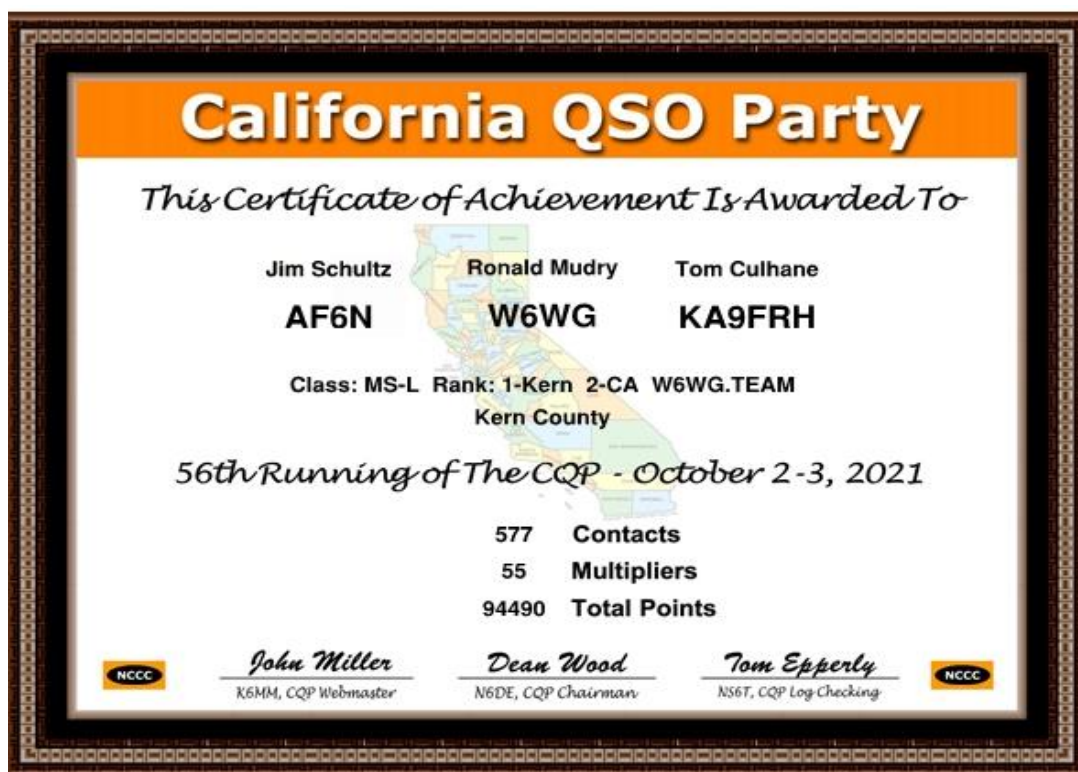 California QSO Party
This Certificate of Achievement Is Awarded To
Jim Schultz Ronald Mudry Tom Culhane
AF6N W6WG KA9FRH
Class: MS-L Rank: 1-Kern 2-CA W6WG.TEAM
Kern County
56th Running of The CQP - October 2-3, 2021
577 Contacts
55 Multipliers
94490 Total Points
NCCC John Miller Dean Wood Tom Epperly NCCC
K6MM, CQP Webmaster N6DE, CQP Chairman NS6T, CQP Log Checking